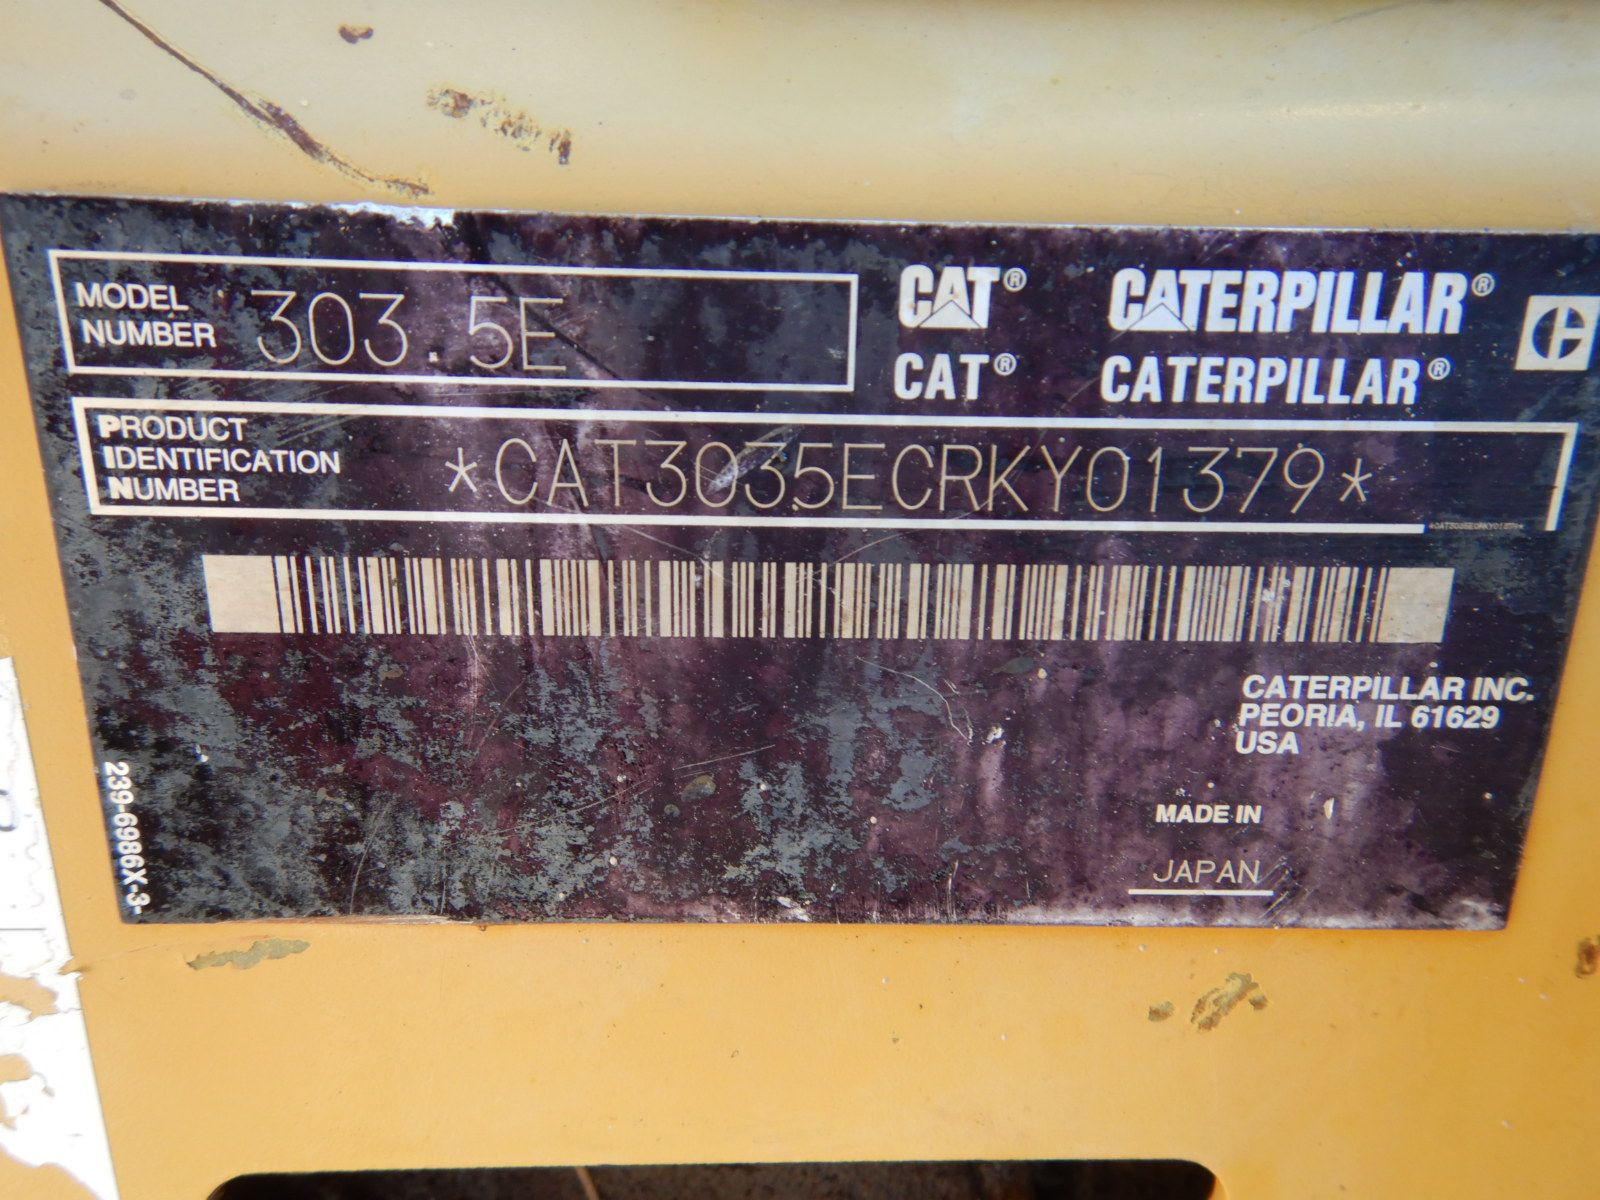 MODEL NUMBER 303.5E
CAT® CATERPILLAR®
CAT® CATERPILLAR®
PRODUCT
IDENTIFICATION
NUMBER
*CAT3035ECRKY01379*
*CAT3035ECRKY01379*
CATERPILLAR INC.
PEORIA, IL 61629
USA
MADE IN
JAPAN
239-6986X-3